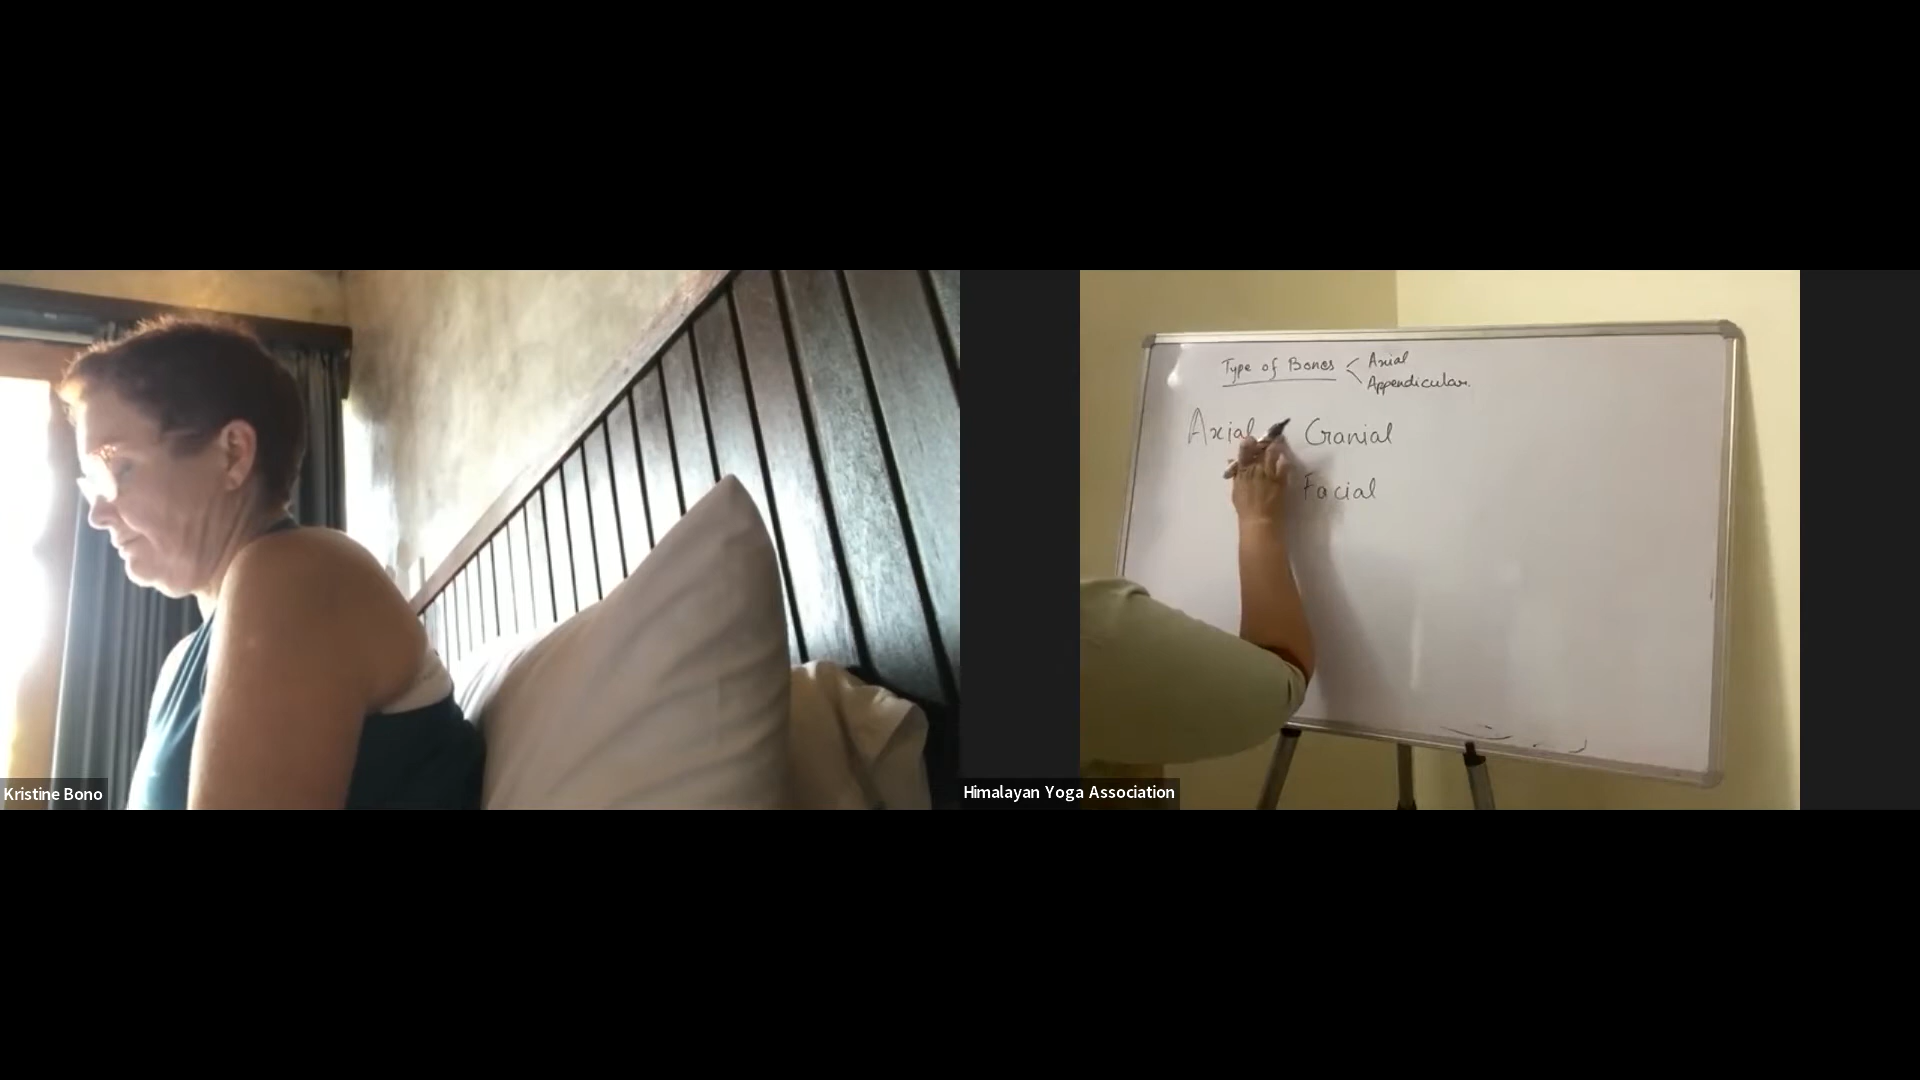 Type of Bones < Axial
Appendicular.
Axial Cranial
Facial
Kristine Bono
Himalayan Yoga Association